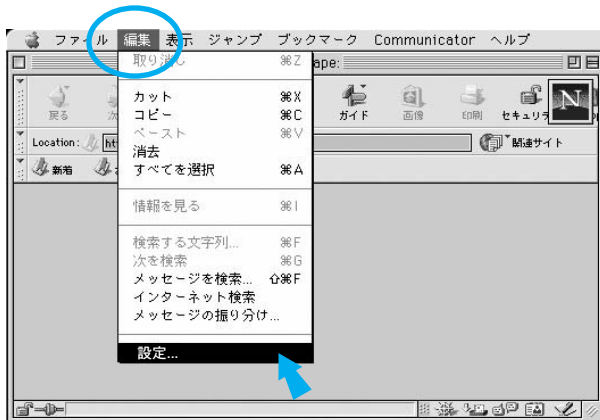 ファイル 編集 表示 ジャンプ ブックマーク Communicator ヘルプ
取り消し ⌘Z
ape:
カット ⌘X
コピー ⌘C
ペースト ⌘V
消去
すべてを選択 ⌘A
情報を見る ⌘I
検索する文字列... ⌘F
次を検索 ⌘G
メッセージを検索... ⇧⌘F
インターネット検索
メッセージの振り分け...
設定...
戻る 次 ガイド 画像 印刷 セキュリテ N
Location: ht 関連サイト
新着